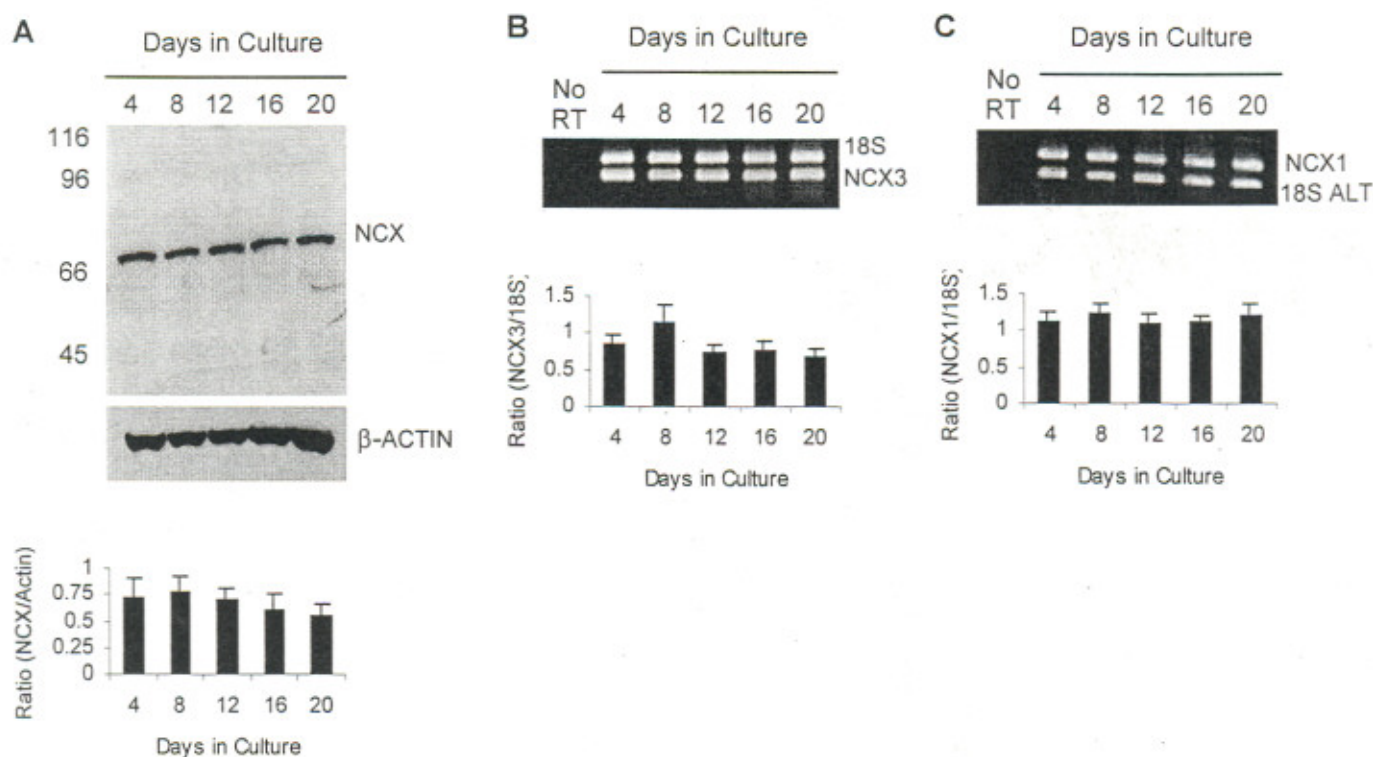 A
Days in Culture
4 8 12 16 20
116
96
66
45
NCX
β-ACTIN
Ratio (NCX/Actin)
1
0.75
0.5
0.25
0
4 8 12 16 20
Days in Culture
B
Days in Culture
No
RT
4 8 12 16 20
18S
NCX3
Ratio (NCX3/18S)
1.5
1
0.5
0
4 8 12 16 20
Days in Culture
C
Days in Culture
No
RT
4 8 12 16 20
NCX1
18S ALT
Ratio (NCX1/18S)
1.5
1
0.5
0
4 8 12 16 20
Days in Culture